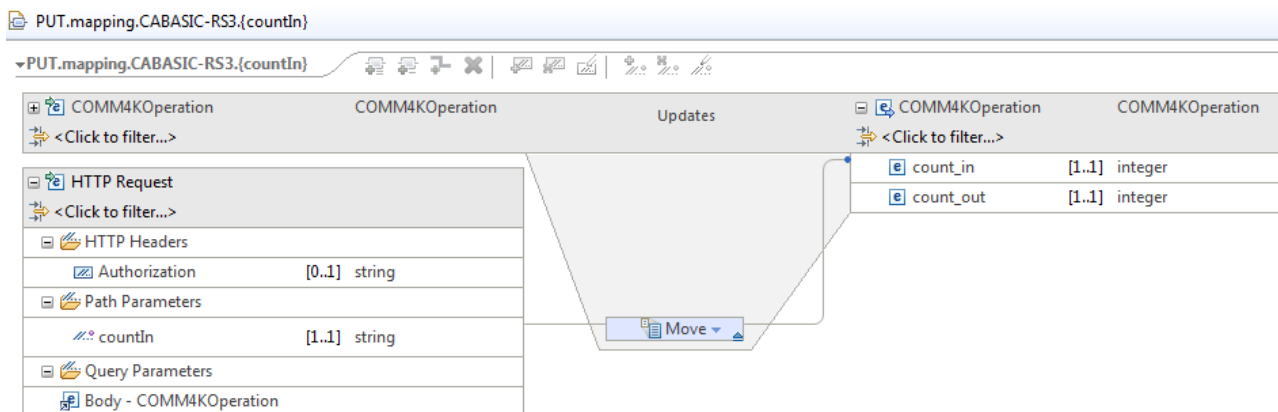 PUT.mapping.CABASIC-RS3.{countIn}
PUT.mapping.CABASIC-RS3.{countIn}
COMM4KOperation COMM4KOperation
<Click to filter...>
Updates
COMM4KOperation COMM4KOperation
<Click to filter...>
count_in [1..1] integer
count_out [1..1] integer
HTTP Request
<Click to filter...>
HTTP Headers
Authorization [0..1] string
Path Parameters
countIn [1..1] string
Move
Query Parameters
Body - COMM4KOperation